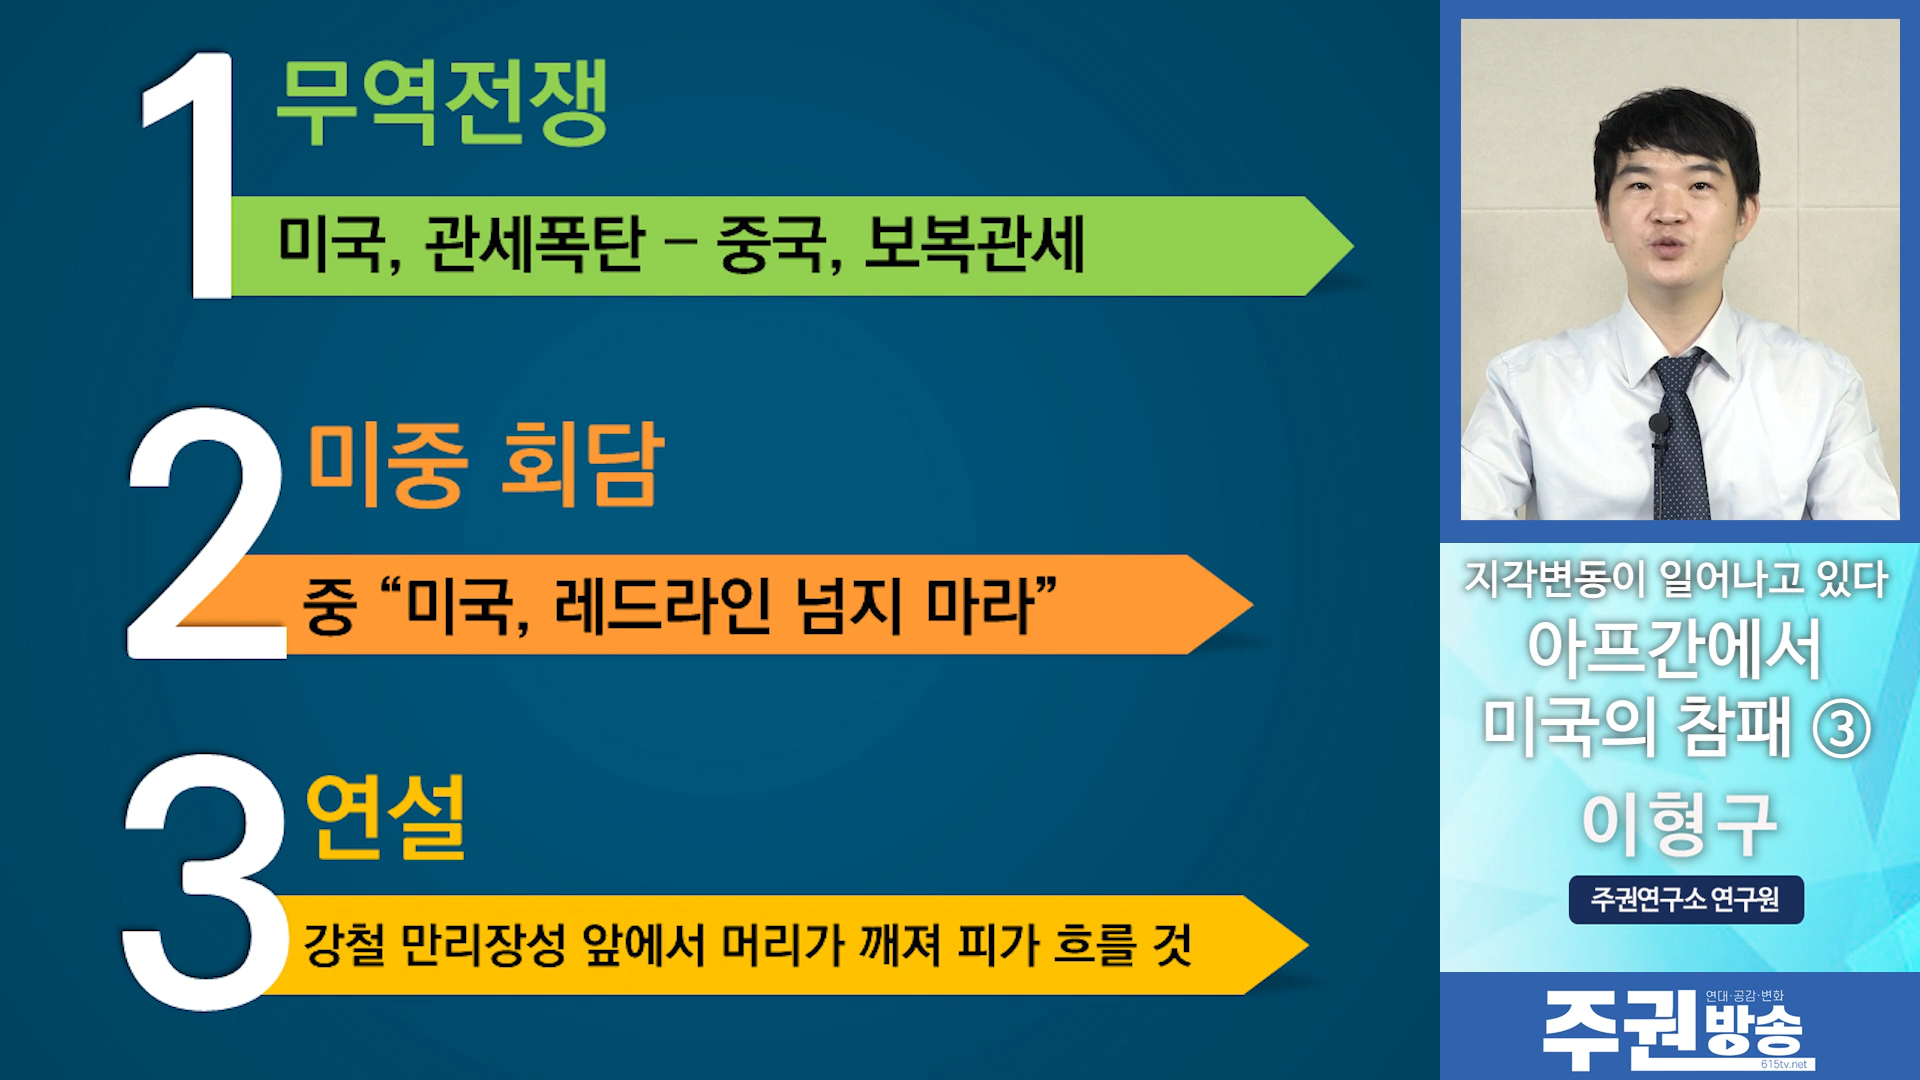 1
무역전쟁
미국, 관세폭탄 – 중국, 보복관세
2
미중 회담
중 “미국, 레드라인 넘지 마라”
3
연설
강철 만리장성 앞에서 머리가 깨져 피가 흐를 것
지각변동이 일어나고 있다
아프간에서
미국의 참패 ③
이형구
주권연구소 연구원
연대·공감·변화
주권방송
615tv.net